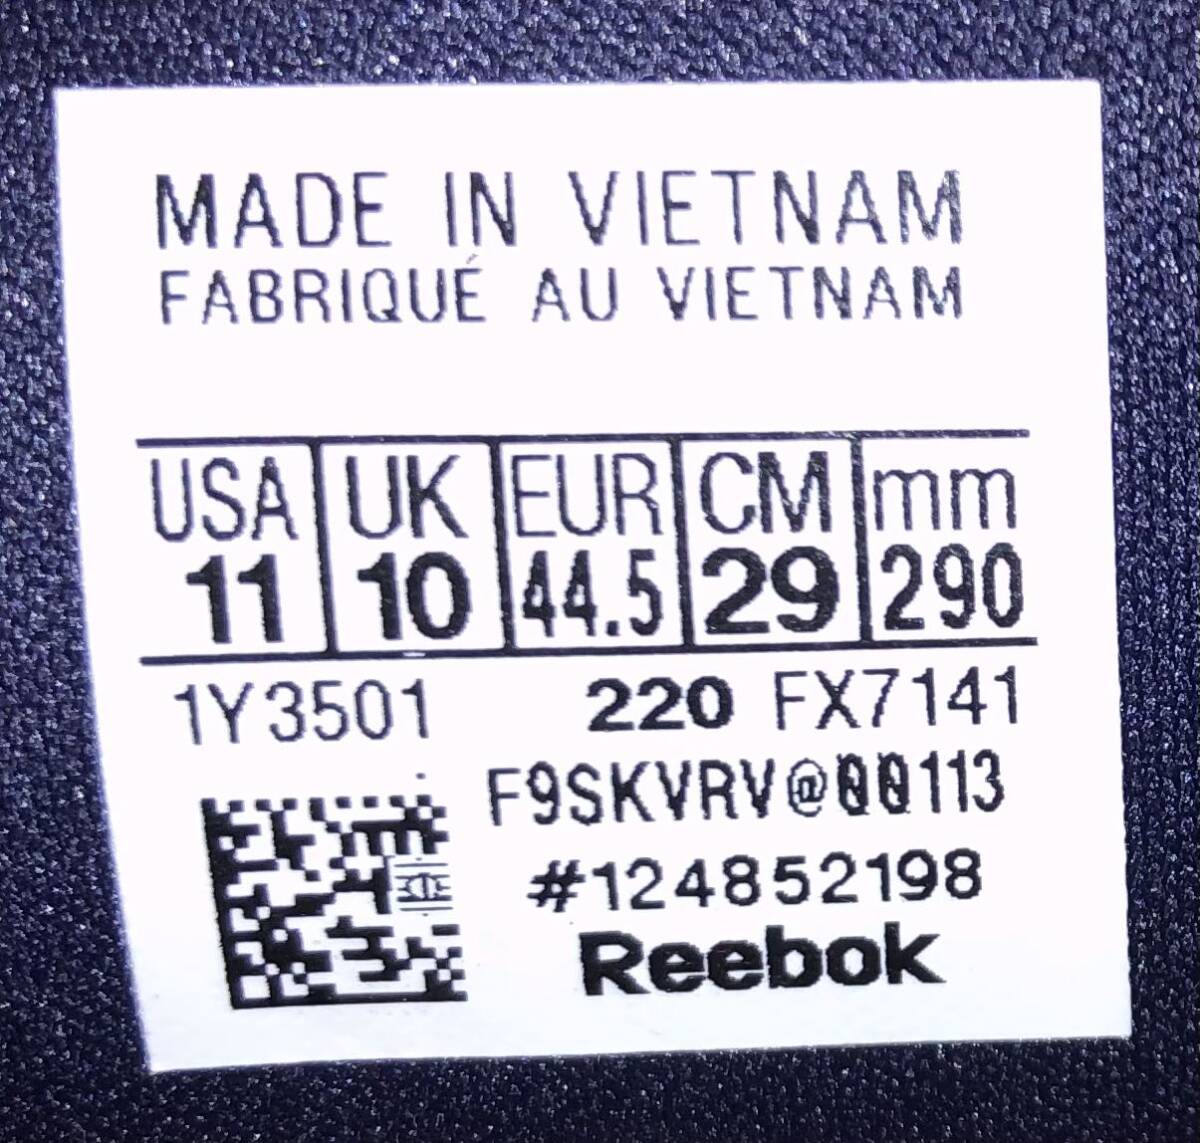 MADE IN VIETNAM
FABRIQUÉ AU VIETNAM
USA UK EUR CM mm
11 10 44.5 29 290
1Y3501 220 FX7141
F9SKVRV@00113
#124852198
Reebok